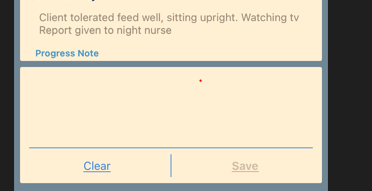 Client tolerated feed well, sitting upright. Watching tv
Report given to night nurse
Progress Note
Clear
Save